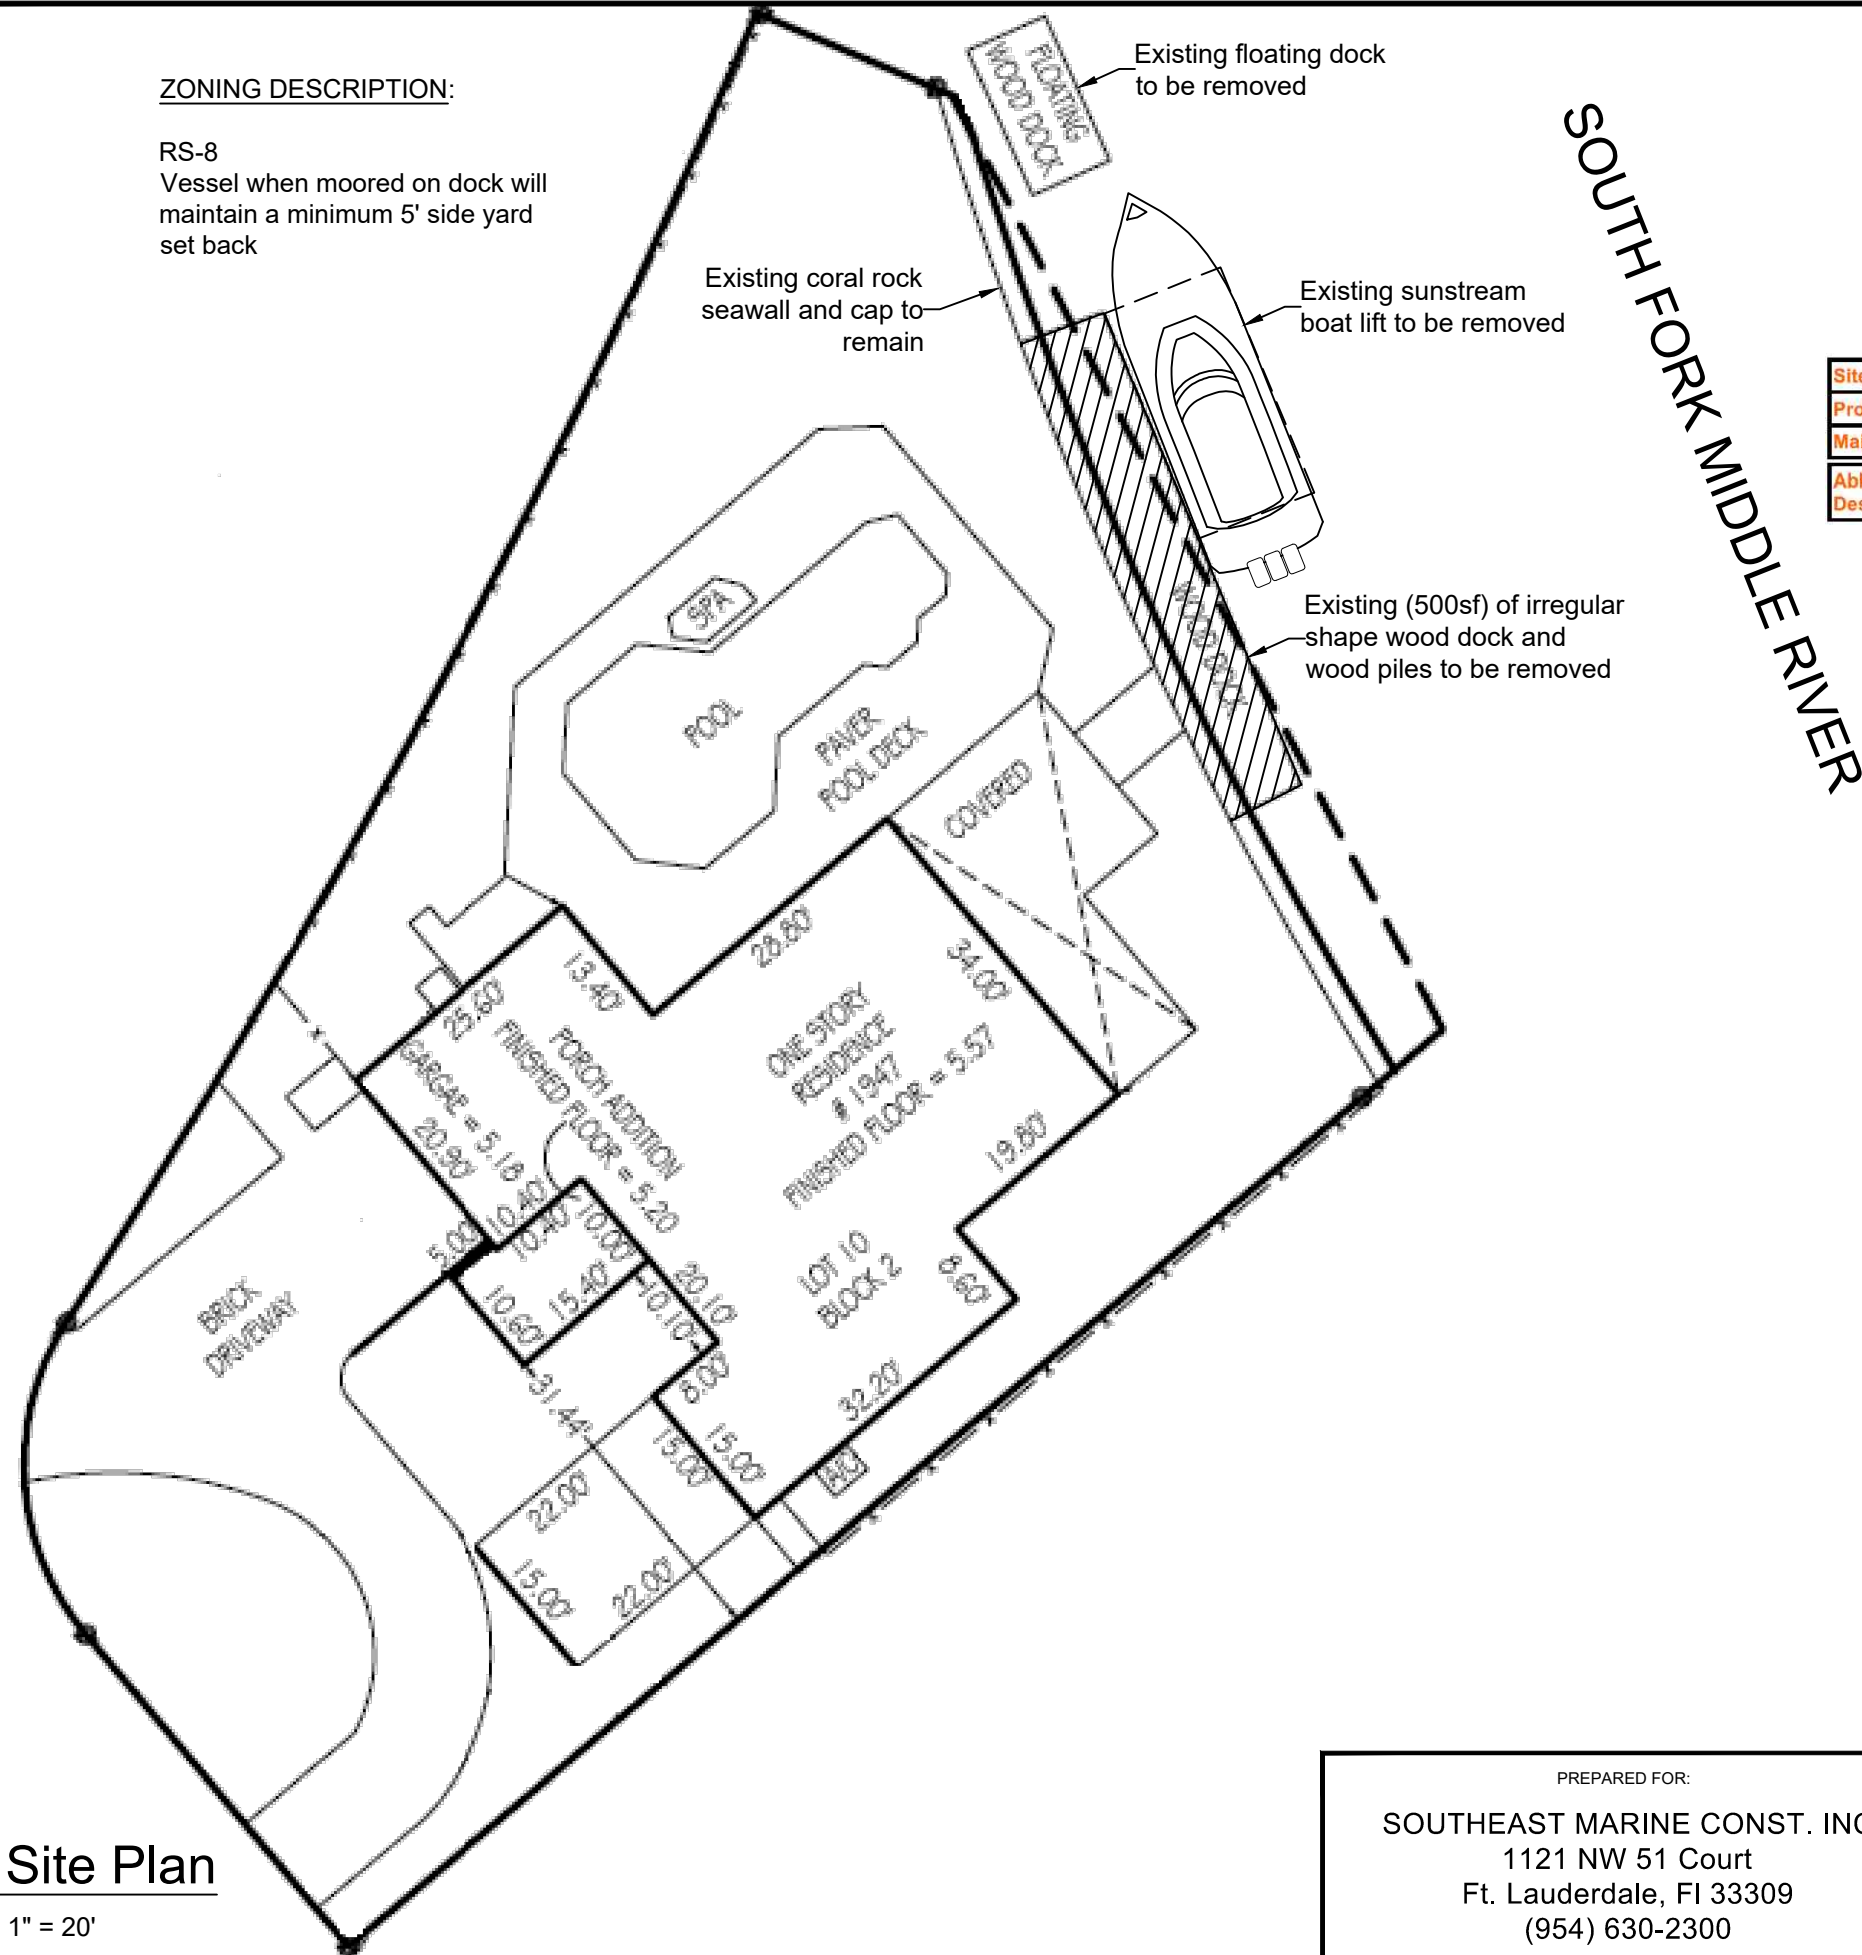 ZONING DESCRIPTION:
RS-8
Vessel when moored on dock will
maintain a minimum 5' side yard
set back
FLOATING
WOOD DOCK
Existing floating dock
to be removed
SOUTH FORK MIDDLE RIVER
Existing coral rock
seawall and cap to
remain
Existing sunstream
boat lift to be removed
Existing (500sf) of irregular
shape wood dock and
wood piles to be removed
WOOD DECK
SPA
POOL
PAVER
POOL DECK
COVERED
28.80'
13.40'
34.00'
25.60'
ONE STORY
RESIDENCE
# 1947
FINISHED FLOOR = 5.57
PORCH ADDITION
FINISHED FLOOR = 5.20
GARGAE = 5.18
20.90'
19.80'
5.00'
10.40'
10.40'
10.00'
LOT 10
BLOCK 2
8.60'
20.10'
10.10'
15.40'
10.60'
BRICK
DRIVEWAY
31.44'
8.00'
32.20'
15.00'
15.00'
A/C
22.00'
15.00'
22.00'
Site Plan
1" = 20'
PREPARED FOR:
SOUTHEAST MARINE CONST. INC
1121 NW 51 Court
Ft. Lauderdale, Fl 33309
(954) 630-2300